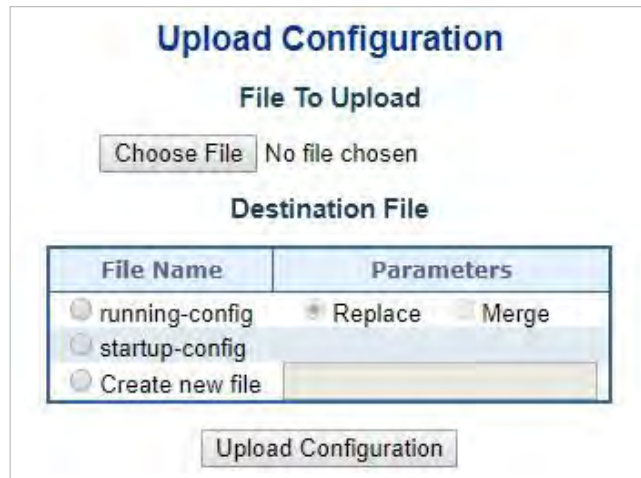 Upload Configuration
File To Upload
Choose File No file chosen
Destination File
File Name Parameters
running-config Replace Merge
startup-config
Create new file
Upload Configuration